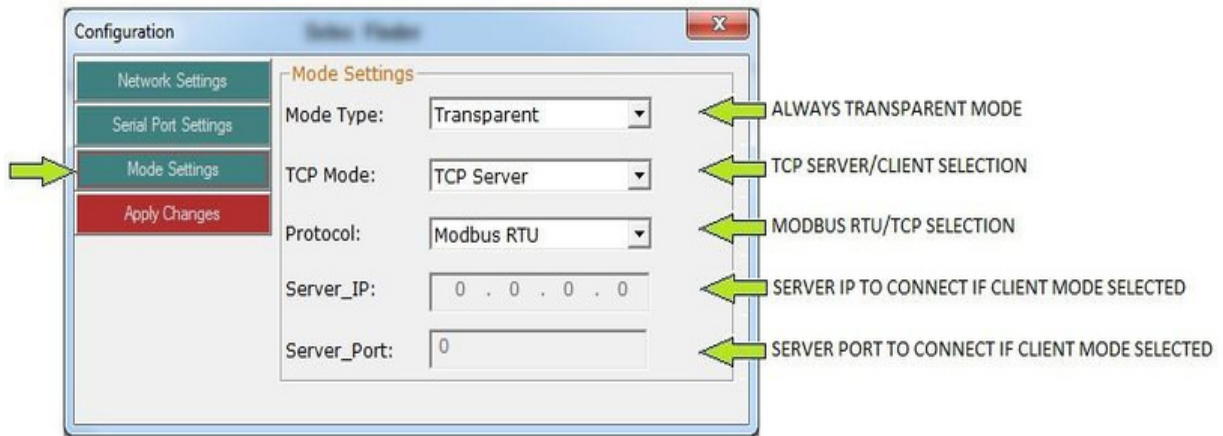 Configuration
Network Settings
Serial Port Settings
Mode Settings
Apply Changes
Mode Settings
Mode Type: Transparent
TCP Mode: TCP Server
Protocol: Modbus RTU
Server_IP: 0 . 0 . 0 . 0
Server_Port: 0
ALWAYS TRANSPARENT MODE
TCP SERVER/CLIENT SELECTION
MODBUS RTU/TCP SELECTION
SERVER IP TO CONNECT IF CLIENT MODE SELECTED
SERVER PORT TO CONNECT IF CLIENT MODE SELECTED